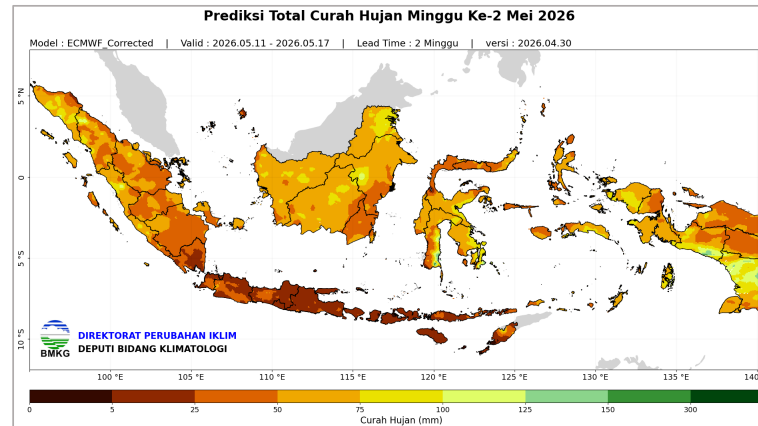 Prediksi Total Curah Hujan Minggu Ke-2 Mei 2026
Model : ECMWF_Corrected | Valid : 2026.05.11 - 2026.05.17 | Lead Time : 2 Minggu | versi : 2026.04.30
5 °N
0
5 °S
10 °S
BMKG
DIREKTORAT PERUBAHAN IKLIM
DEPUTI BIDANG KLIMATOLOGI
100 °E 105 °E 110 °E 115 °E 120 °E 125 °E 130 °E 135 °E 140
0 5 25 50 75 100 125 150 300
Curah Hujan (mm)